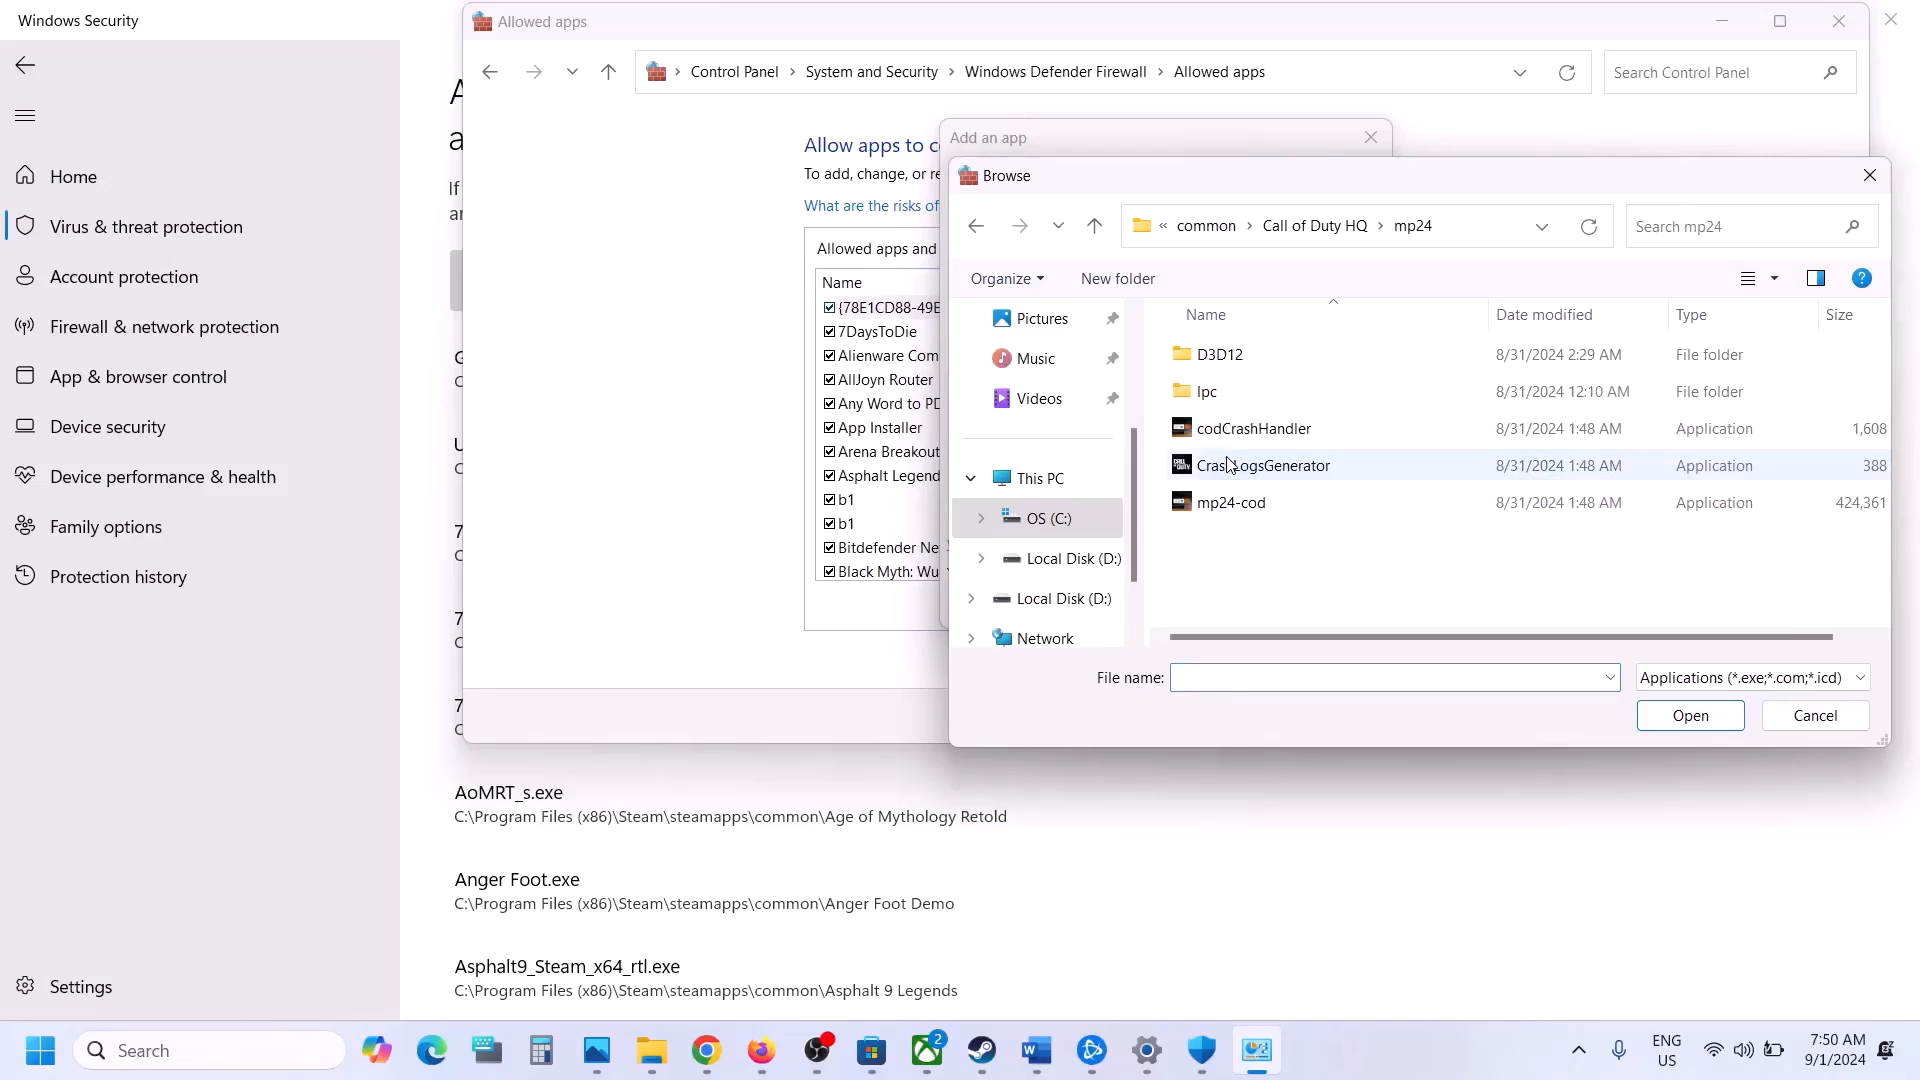 Windows Security
Home
Virus & threat protection
Account protection
Firewall & network protection
App & browser control
Device security
Device performance & health
Family options
Protection history
Settings
A
a
If
ar
G
C
U
C
7
C
7
C
7
C
AoMRT_s.exe
C:\Program Files (x86)\Steam\steamapps\common\Age of Mythology Retold
Anger Foot.exe
C:\Program Files (x86)\Steam\steamapps\common\Anger Foot Demo
Asphalt9_Steam_x64_rtl.exe
C:\Program Files (x86)\Steam\steamapps\common\Asphalt 9 Legends
Allowed apps
Control Panel > System and Security > Windows Defender Firewall > Allowed apps
Search Control Panel
Allow apps to c
To add, change, or re
What are the risks of
Allowed apps and
Name
{78E1CD88-49E
7DaysToDie
Alienware Com
AllJoyn Router
Any Word to PD
App Installer
Arena Breakout
Asphalt Legend
b1
b1
Bitdefender Ne
Black Myth: Wu
Add an app
Browse
« common > Call of Duty HQ > mp24
Search mp24
Organize
New folder
Pictures
Music
Videos
This PC
OS (C:)
Local Disk (D:)
Local Disk (D:)
Network
Name Date modified Type Size
D3D12 8/31/2024 2:29 AM File folder
lpc 8/31/2024 12:10 AM File folder
codCrashHandler 8/31/2024 1:48 AM Application 1,608
CrashLogsGenerator 8/31/2024 1:48 AM Application 388
mp24-cod 8/31/2024 1:48 AM Application 424,361
File name:
Applications (*.exe;*.com;*.icd)
Open
Cancel
Search
2
ENG
US
7:50 AM
9/1/2024